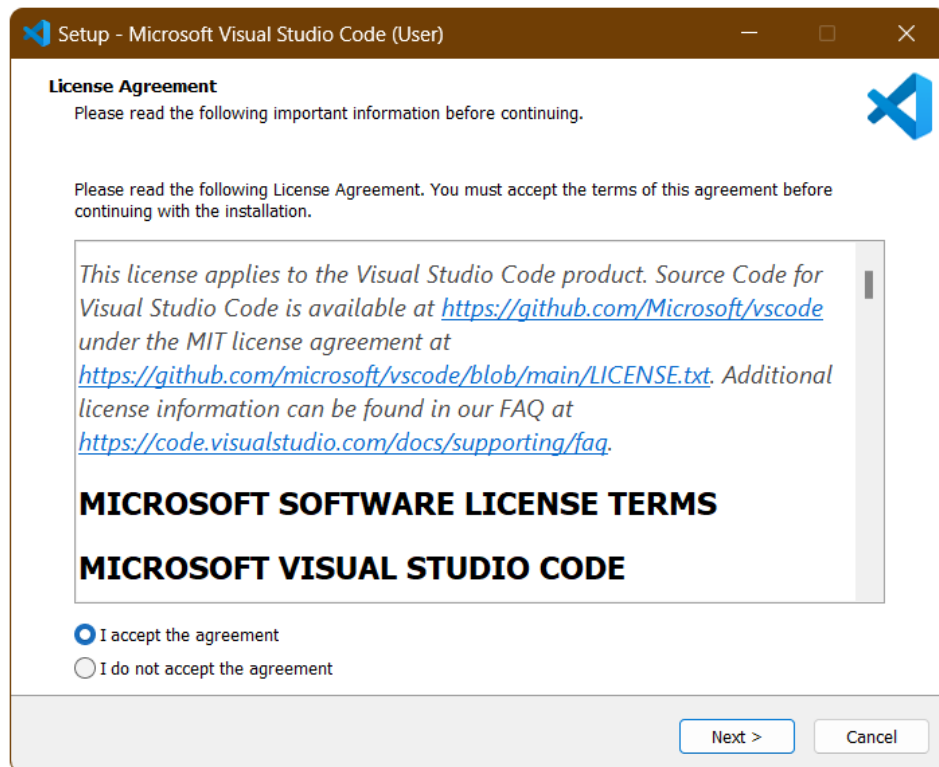 Setup - Microsoft Visual Studio Code (User)
License Agreement
Please read the following important information before continuing.
Please read the following License Agreement. You must accept the terms of this agreement before
continuing with the installation.
This license applies to the Visual Studio Code product. Source Code for
Visual Studio Code is available at https://github.com/Microsoft/vscode
under the MIT license agreement at
https://github.com/microsoft/vscode/blob/main/LICENSE.txt. Additional
license information can be found in our FAQ at
https://code.visualstudio.com/docs/supporting/faq.
MICROSOFT SOFTWARE LICENSE TERMS
MICROSOFT VISUAL STUDIO CODE
I accept the agreement
I do not accept the agreement
Next >
Cancel